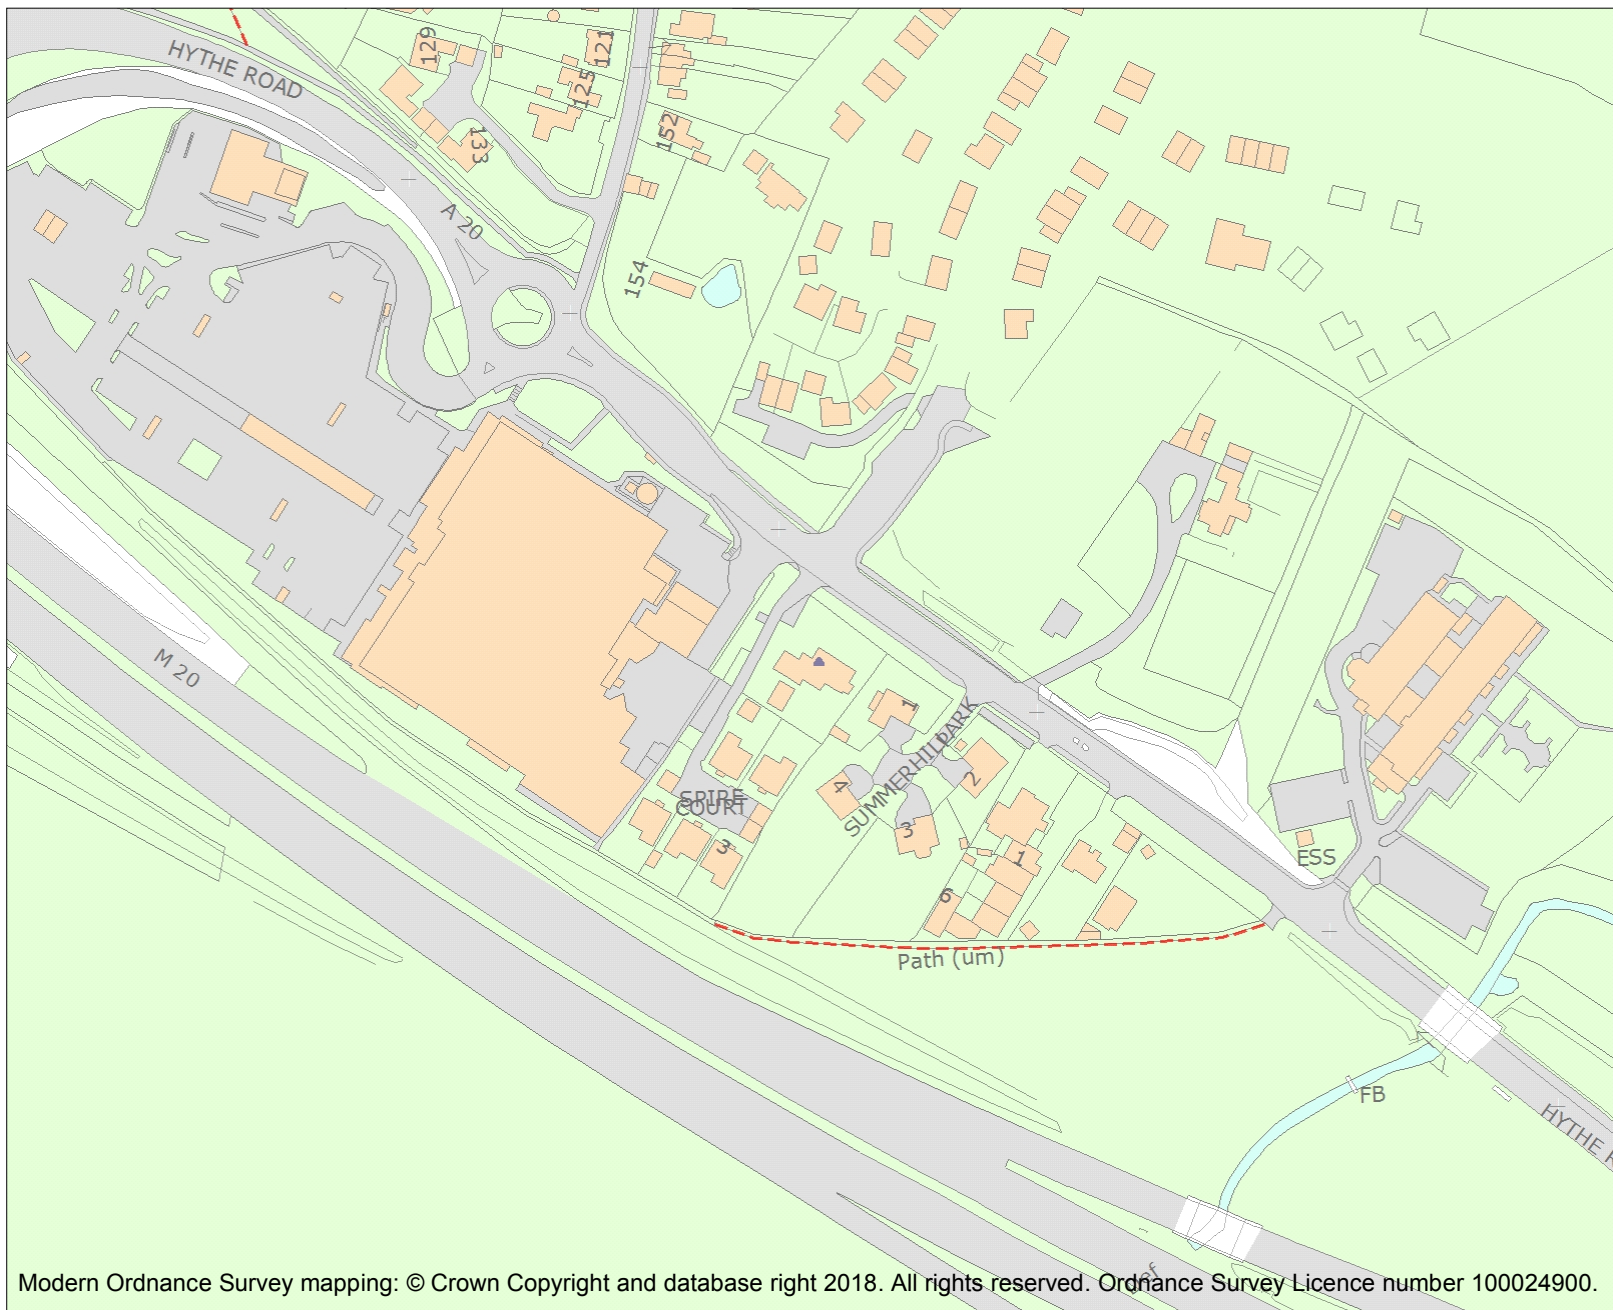 129
121
HYTHE ROAD
125
152
133
A 20
154
M 20
1
SUMMERHILL PARK
2
4
SPIRE
COURT
3
3
1
ESS
6
Path (um)
FB
HYTHE R
Def
Modern Ordnance Survey mapping: © Crown Copyright and database right 2018. All rights reserved. Ordnance Survey Licence number 100024900.